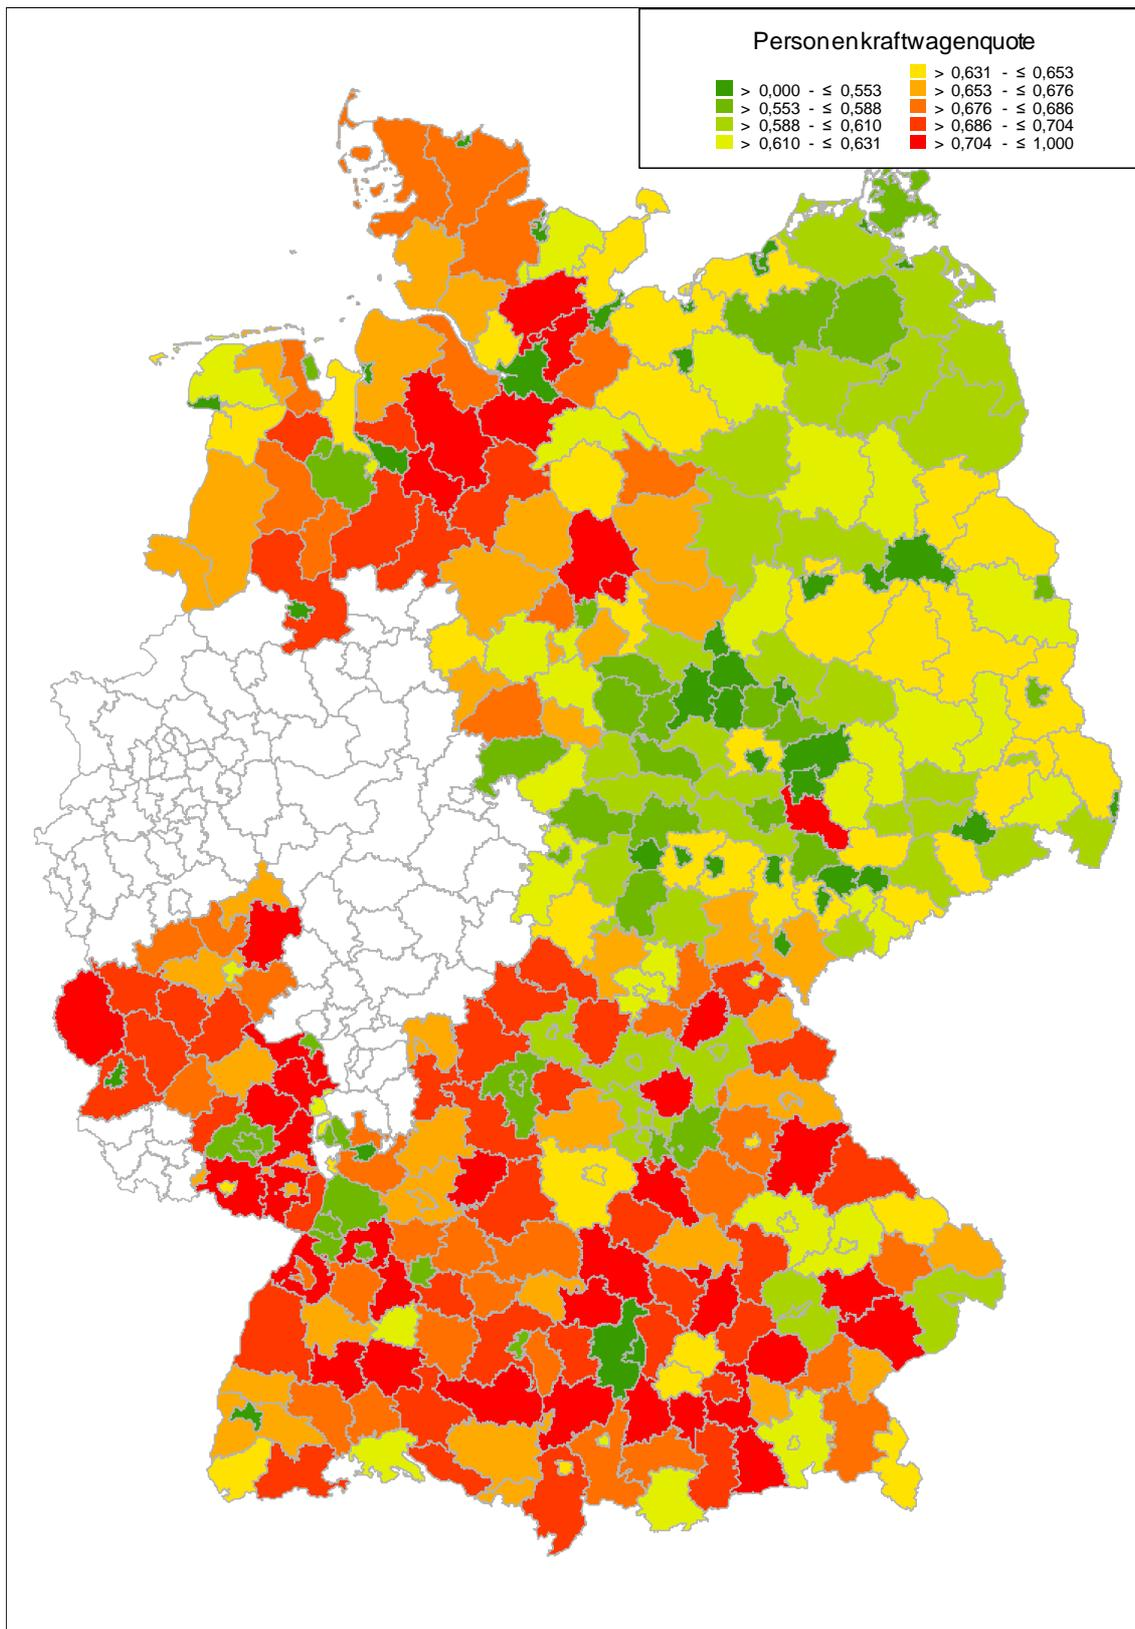 Personenkraftwagenquote
> 0,000 - ≤ 0,553
> 0,553 - ≤ 0,588
> 0,588 - ≤ 0,610
> 0,610 - ≤ 0,631
> 0,631 - ≤ 0,653
> 0,653 - ≤ 0,676
> 0,676 - ≤ 0,686
> 0,686 - ≤ 0,704
> 0,704 - ≤ 1,000